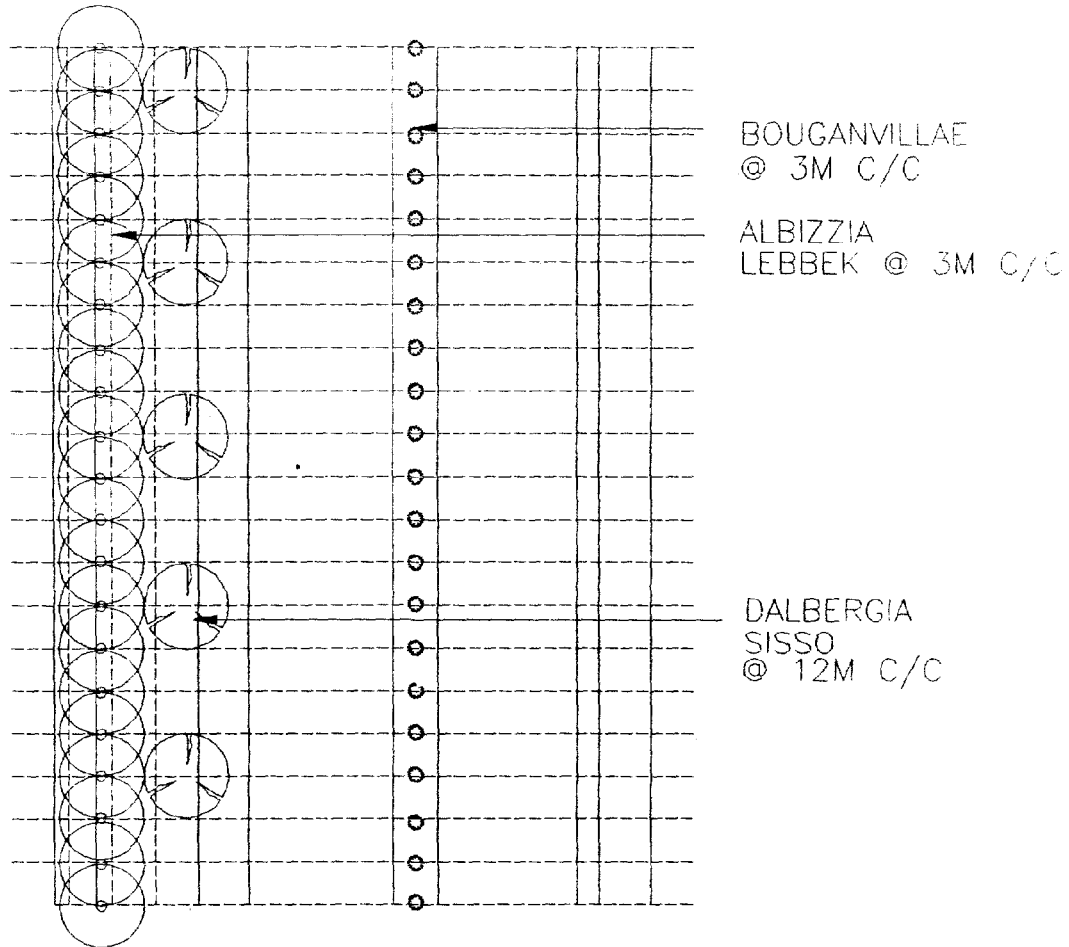 BOUGANVILLAE
@ 3M C/C
ALBIZZIA
LEBBEK @ 3M C/C
DALBERGIA
SISSO
@ 12M C/C